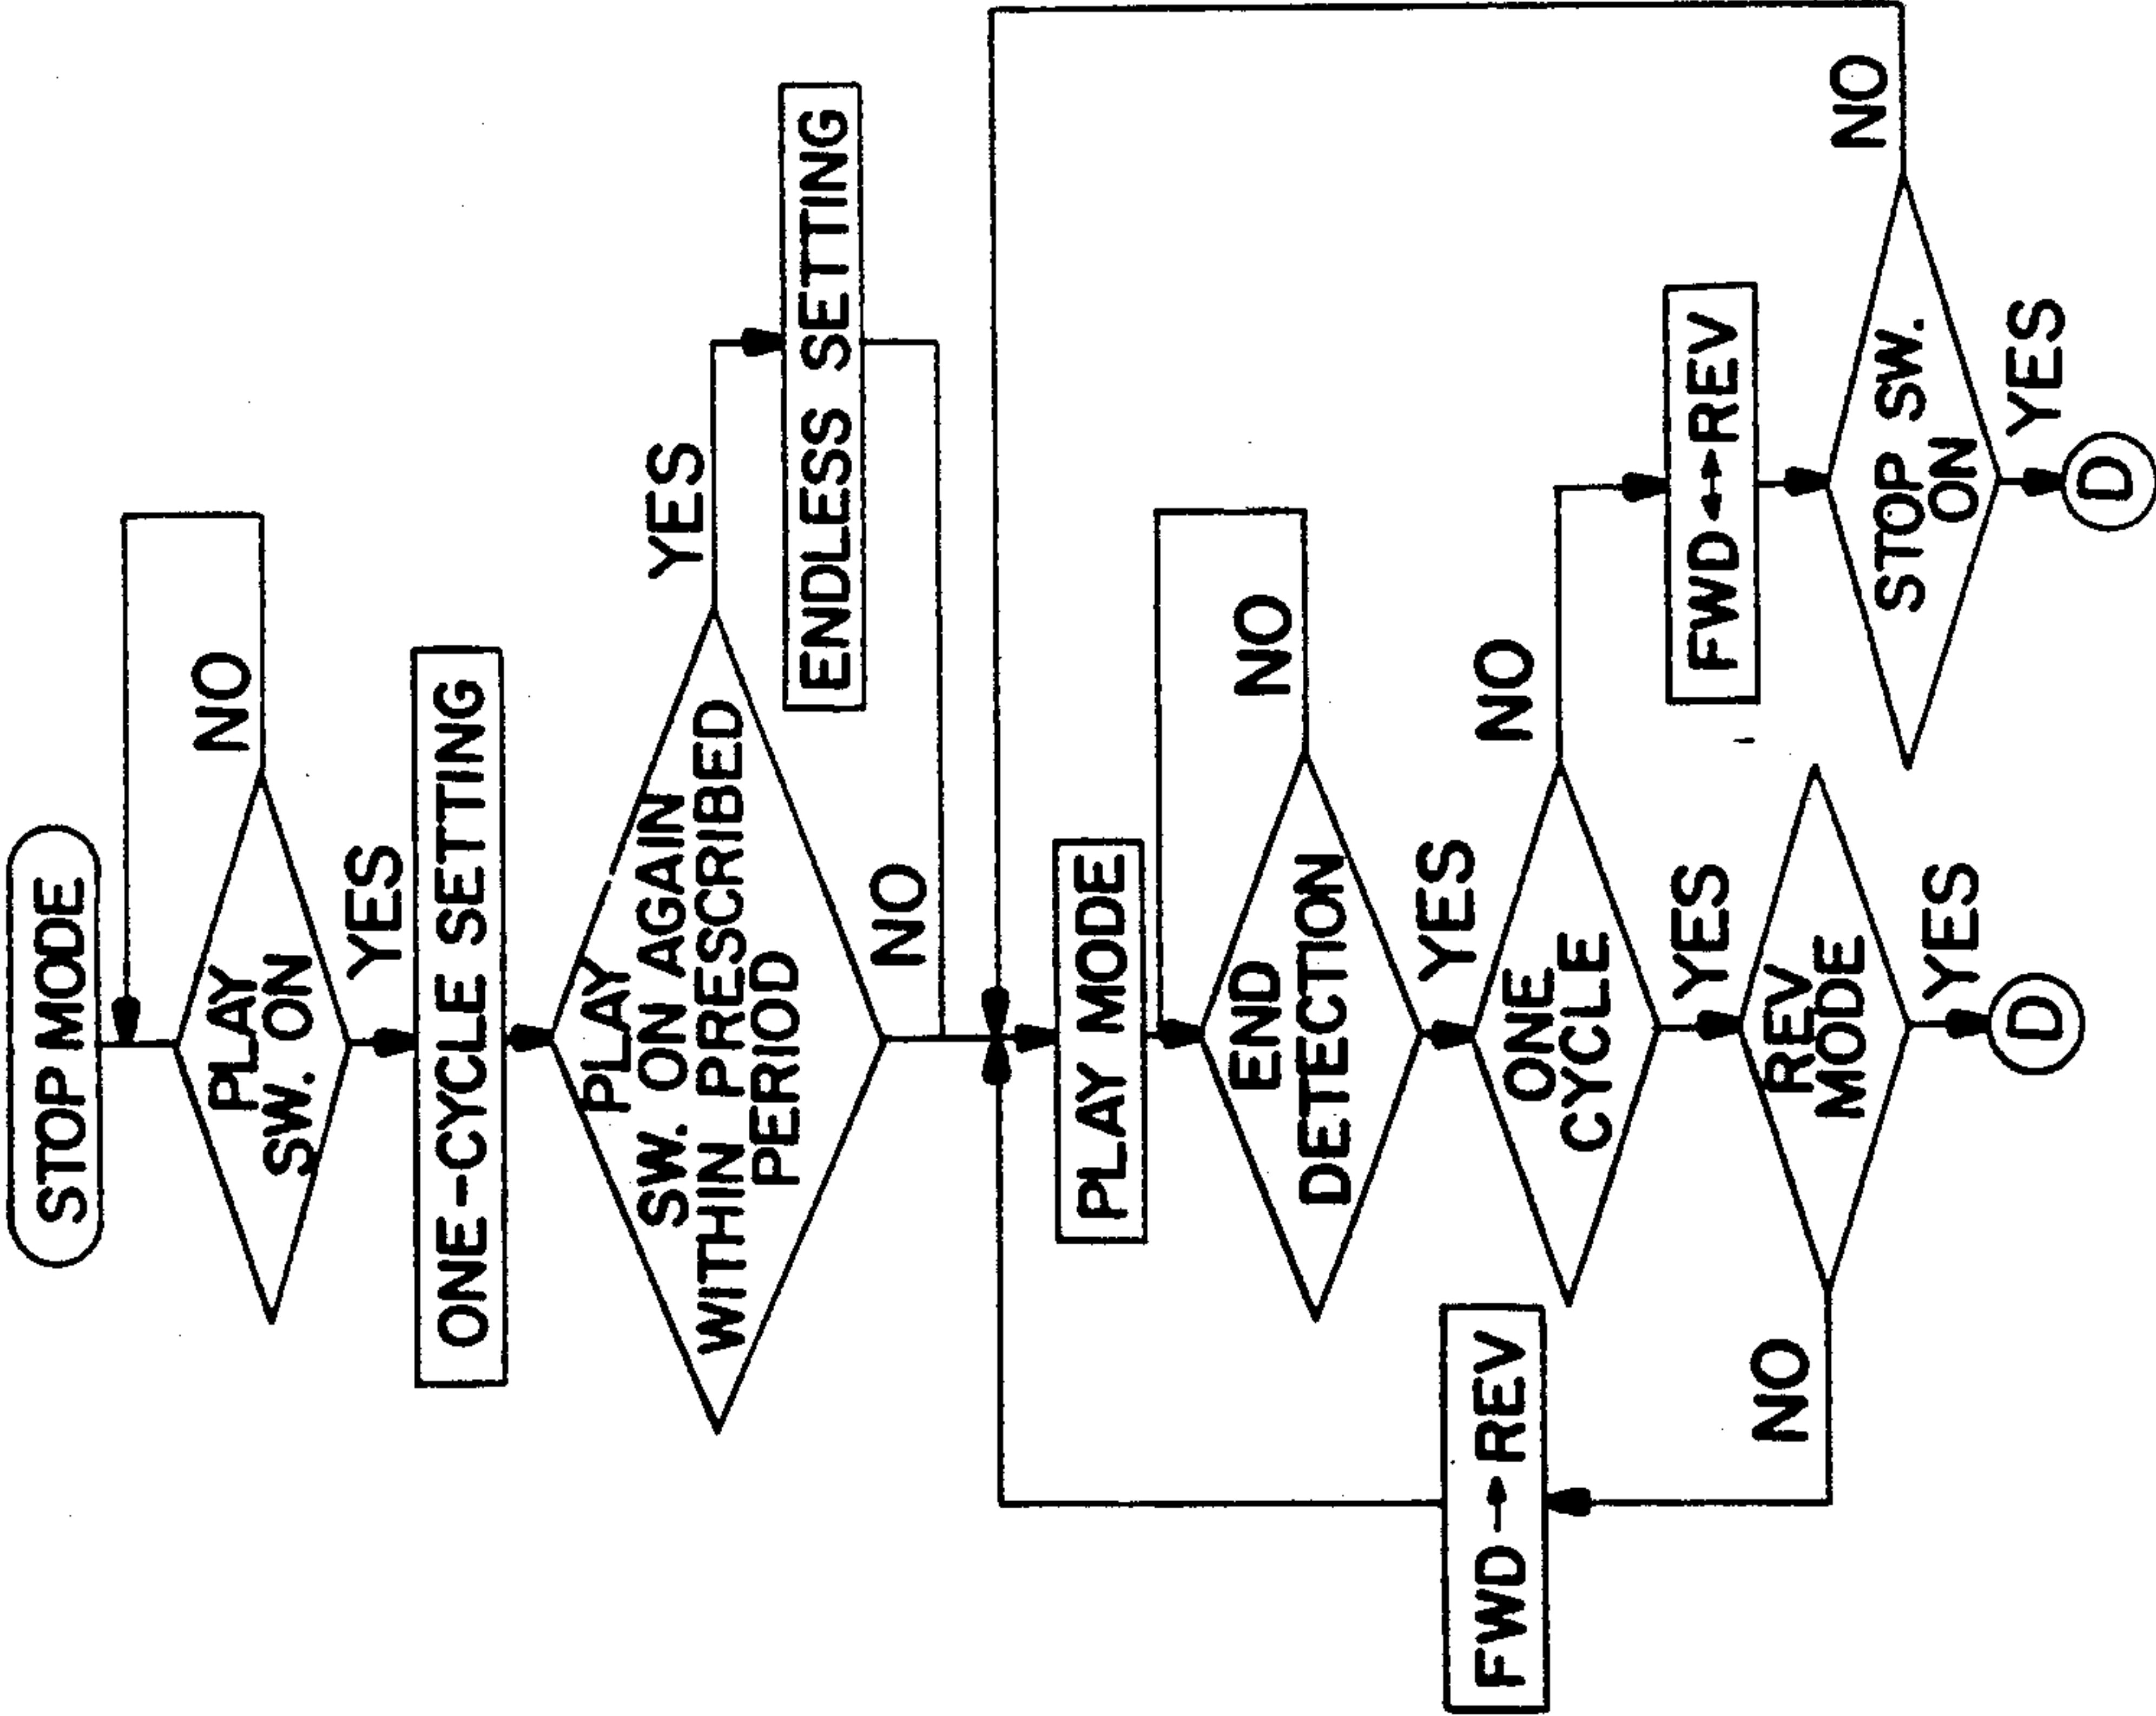 STOP MODE
PLAY
SW. ON
NO
YES
ONE-CYCLE SETTING
PLAY
SW. ON AGAIN
WITHIN PRESCRIBED
PERIOD
YES
ENDLESS SETTING
NO
PLAY MODE
END
DETECTION
NO
YES
ONE
CYCLE
NO
YES
FWD → REV
REV
MODE
NO
YES
D
FWD ↔ REV
STOP SW.
ON
NO
YES
D